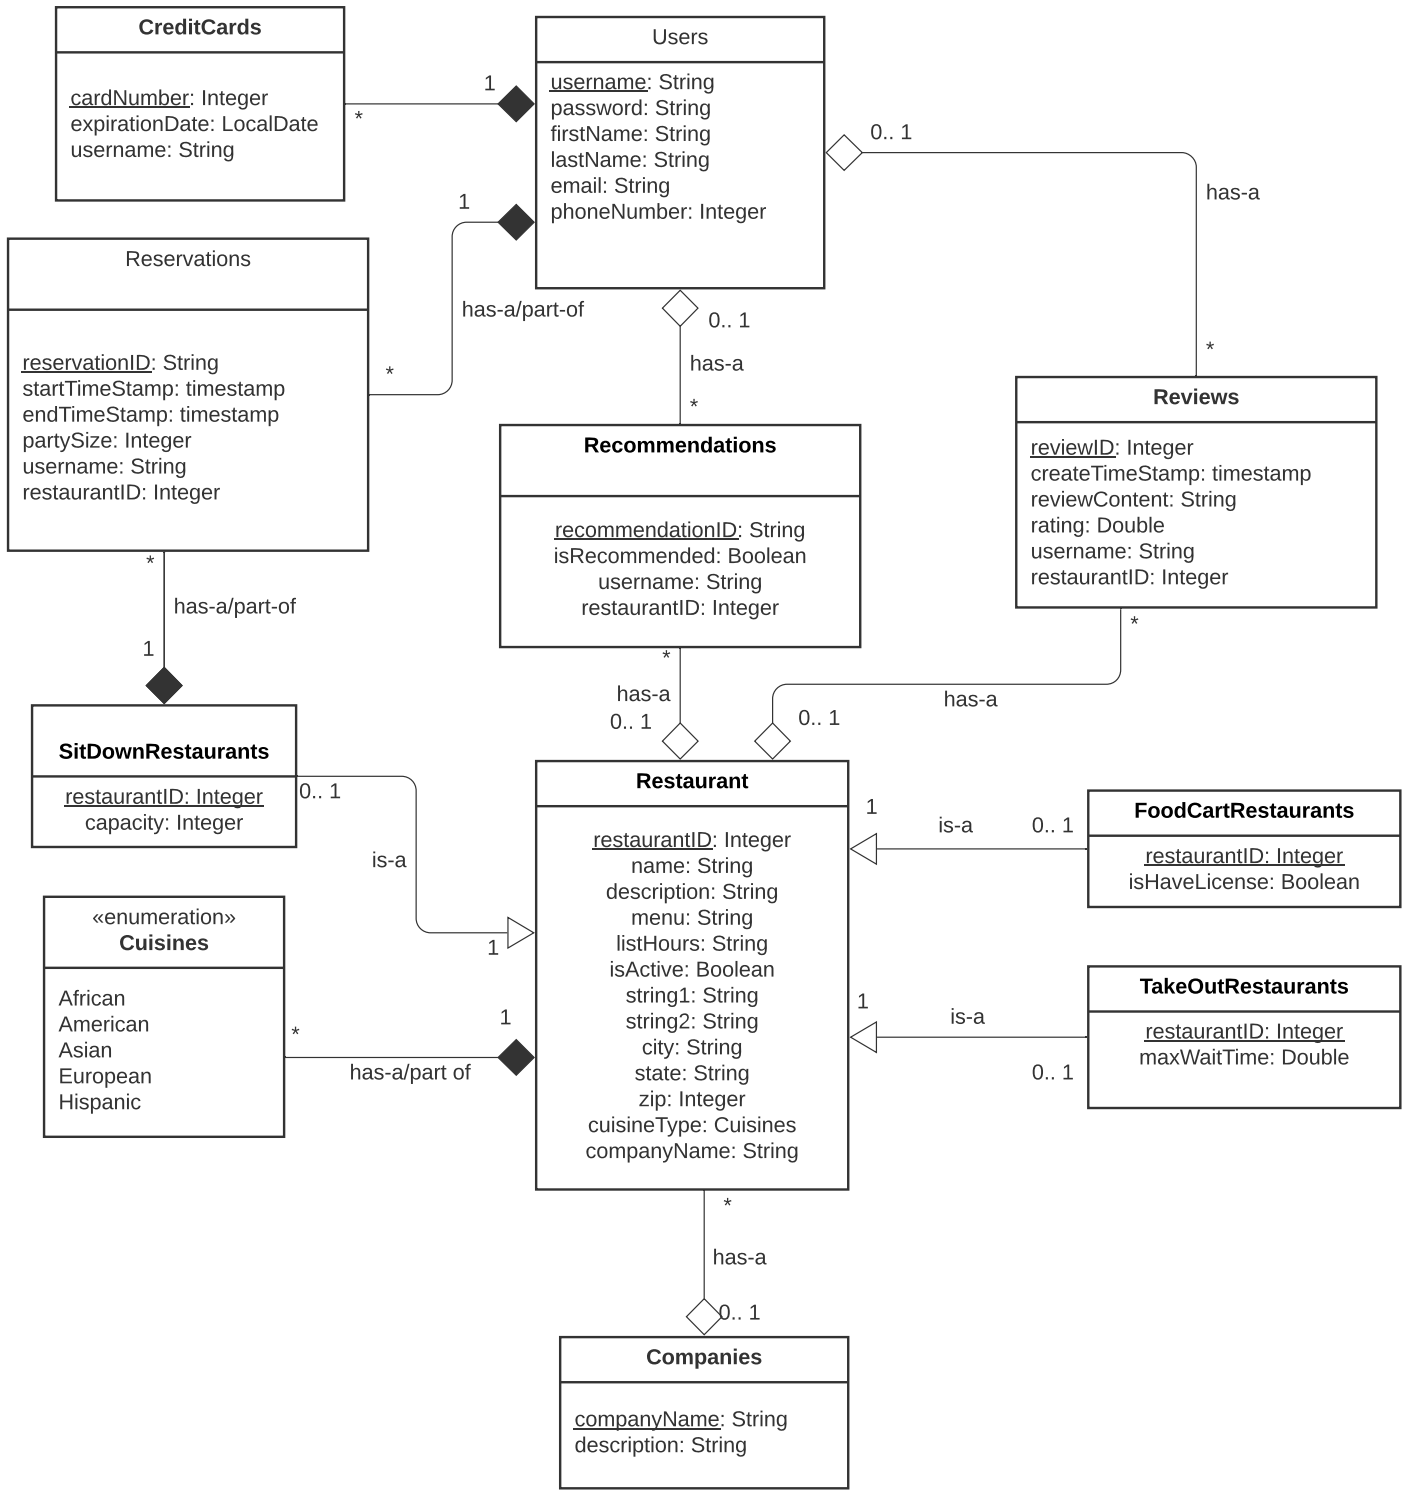 CreditCards
cardNumber: Integer
expirationDate: LocalDate
username: String
1
*
Users
username: String
password: String
firstName: String
lastName: String
email: String
phoneNumber: Integer
0.. 1
has-a
*
1
has-a/part-of
*
Reservations
reservationID: String
startTimeStamp: timestamp
endTimeStamp: timestamp
partySize: Integer
username: String
restaurantID: Integer
0.. 1
has-a
*
Recommendations
recommendationID: String
isRecommended: Boolean
username: String
restaurantID: Integer
Reviews
reviewID: Integer
createTimeStamp: timestamp
reviewContent: String
rating: Double
username: String
restaurantID: Integer
*
has-a/part-of
1
*
has-a
0.. 1
*
has-a
0.. 1
SitDownRestaurants
restaurantID: Integer
capacity: Integer
0.. 1
is-a
1
Restaurant
restaurantID: Integer
name: String
description: String
menu: String
listHours: String
isActive: Boolean
string1: String
string2: String
city: String
state: String
zip: Integer
cuisineType: Cuisines
companyName: String
1
is-a
0.. 1
FoodCartRestaurants
restaurantID: Integer
isHaveLicense: Boolean
«enumeration»
Cuisines
African
American
Asian
European
Hispanic
*
1
has-a/part of
1
is-a
0.. 1
TakeOutRestaurants
restaurantID: Integer
maxWaitTime: Double
*
has-a
0.. 1
Companies
companyName: String
description: String